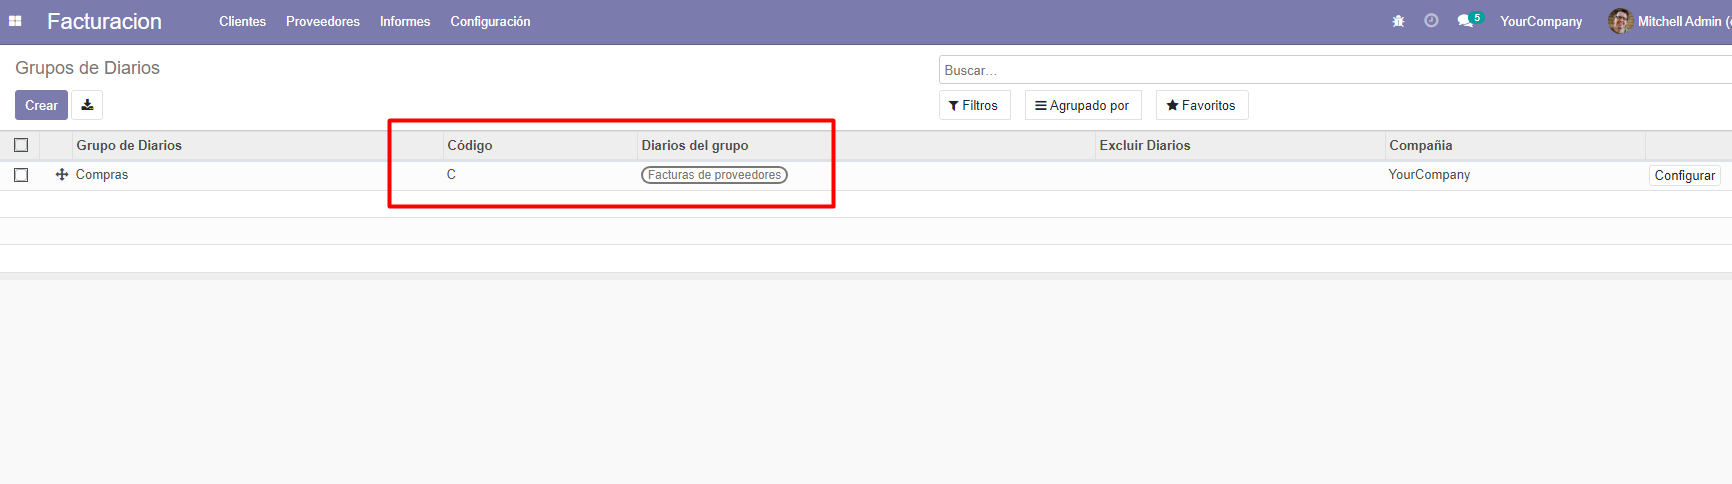 Facturacion Clientes Proveedores Informes Configuración 5 YourCompany Mitchell Admin (
Grupos de Diarios
Buscar...
Crear Filtros Agrupado por Favoritos
Grupo de Diarios Código Diarios del grupo Excluir Diarios Compañia
Compras C Facturas de proveedores YourCompany Configurar